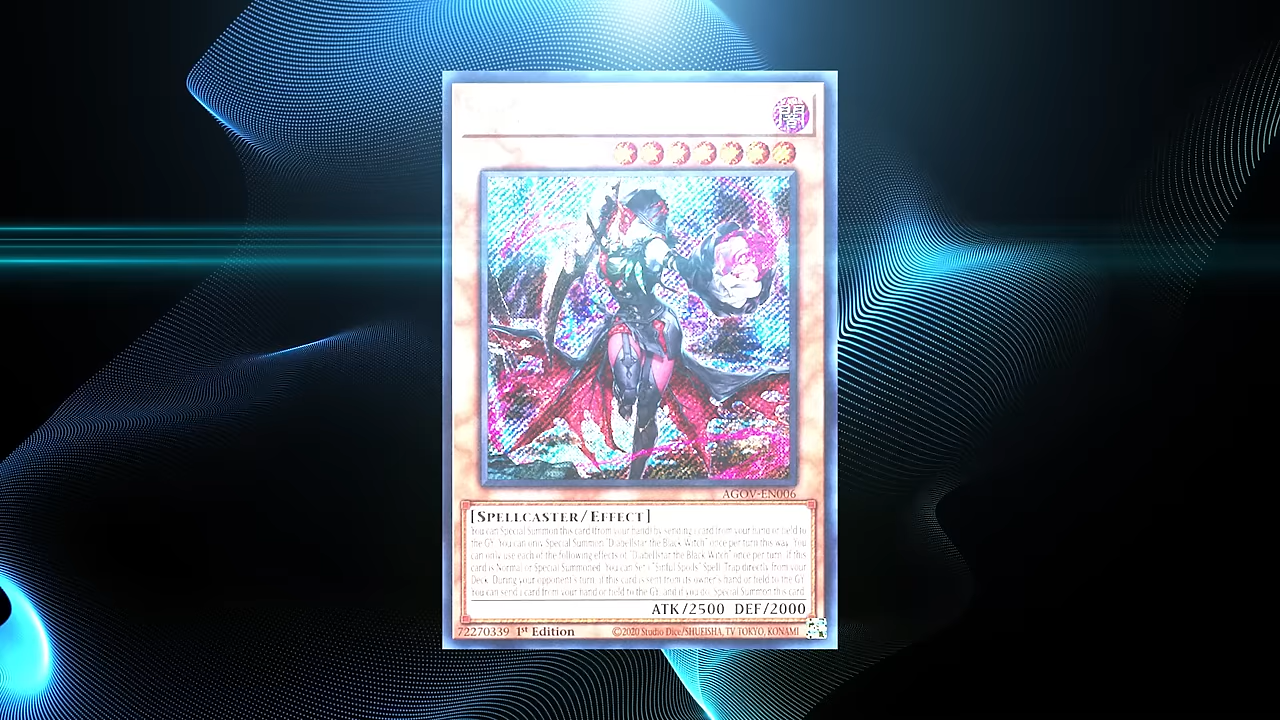 闇
AGOV-EN006
[SPELLCASTER/EFFECT]
You can Special Summon this card (from your hand) by sending 1 card from your hand or field to
the GY. You can only Special Summon "Diabellstar the Black Witch" once per turn this way. You
can only use each of the following effects of "Diabellstar the Black Witch" once per turn. If this
card is Normal or Special Summoned: You can Set 1 "Sinful Spoils" Spell/Trap directly from your
Deck. During your opponent's turn, if this card is sent from its owner's hand or field to the GY:
You can send 1 card from your hand or field to the GY, and if you do, Special Summon this card.
ATK/2500 DEF/2000
72270339 1st Edition ©2020 Studio Dice/SHUEISHA, TV TOKYO, KONAMI